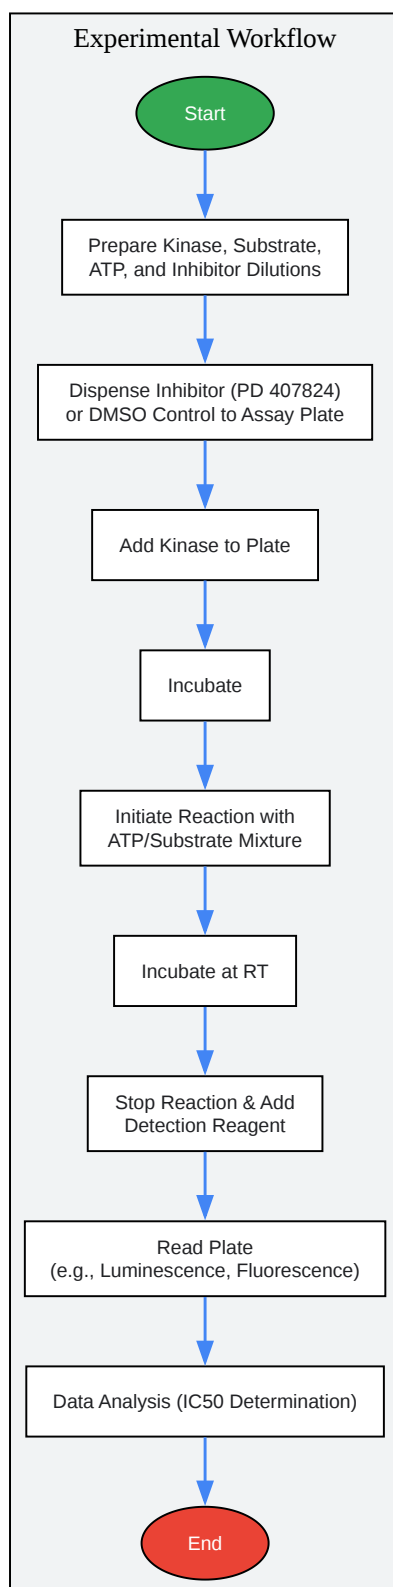 Experimental Workflow
Start
Prepare Kinase, Substrate,
ATP, and Inhibitor Dilutions
Dispense Inhibitor (PD 407824)
or DMSO Control to Assay Plate
Add Kinase to Plate
Incubate
Initiate Reaction with
ATP/Substrate Mixture
Incubate at RT
Stop Reaction & Add
Detection Reagent
Read Plate
(e.g., Luminescence, Fluorescence)
Data Analysis (IC50 Determination)
End